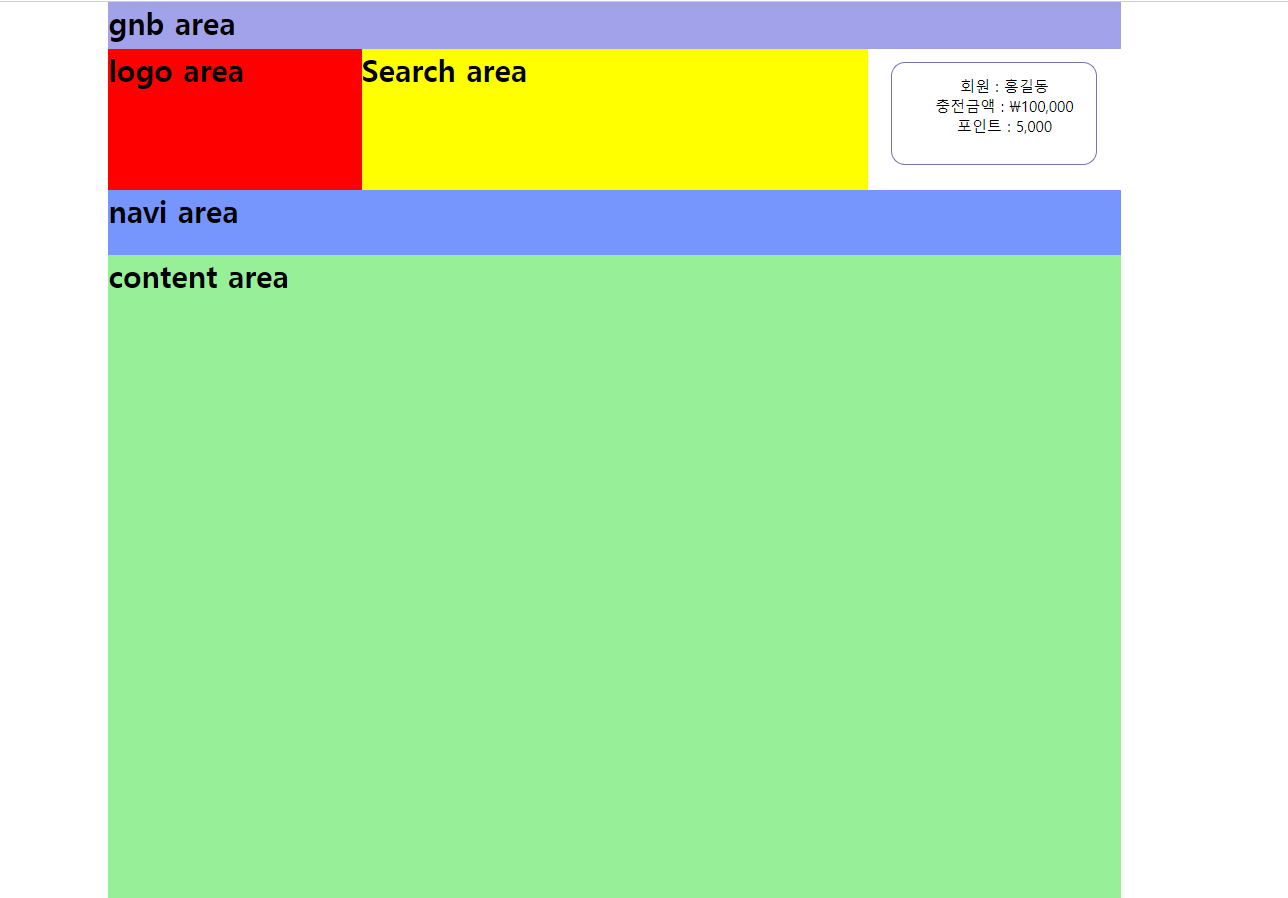 gnb area
logo area
Search area
회원 : 홍길동
충전금액 : ₩100,000
포인트 : 5,000
navi area
content area